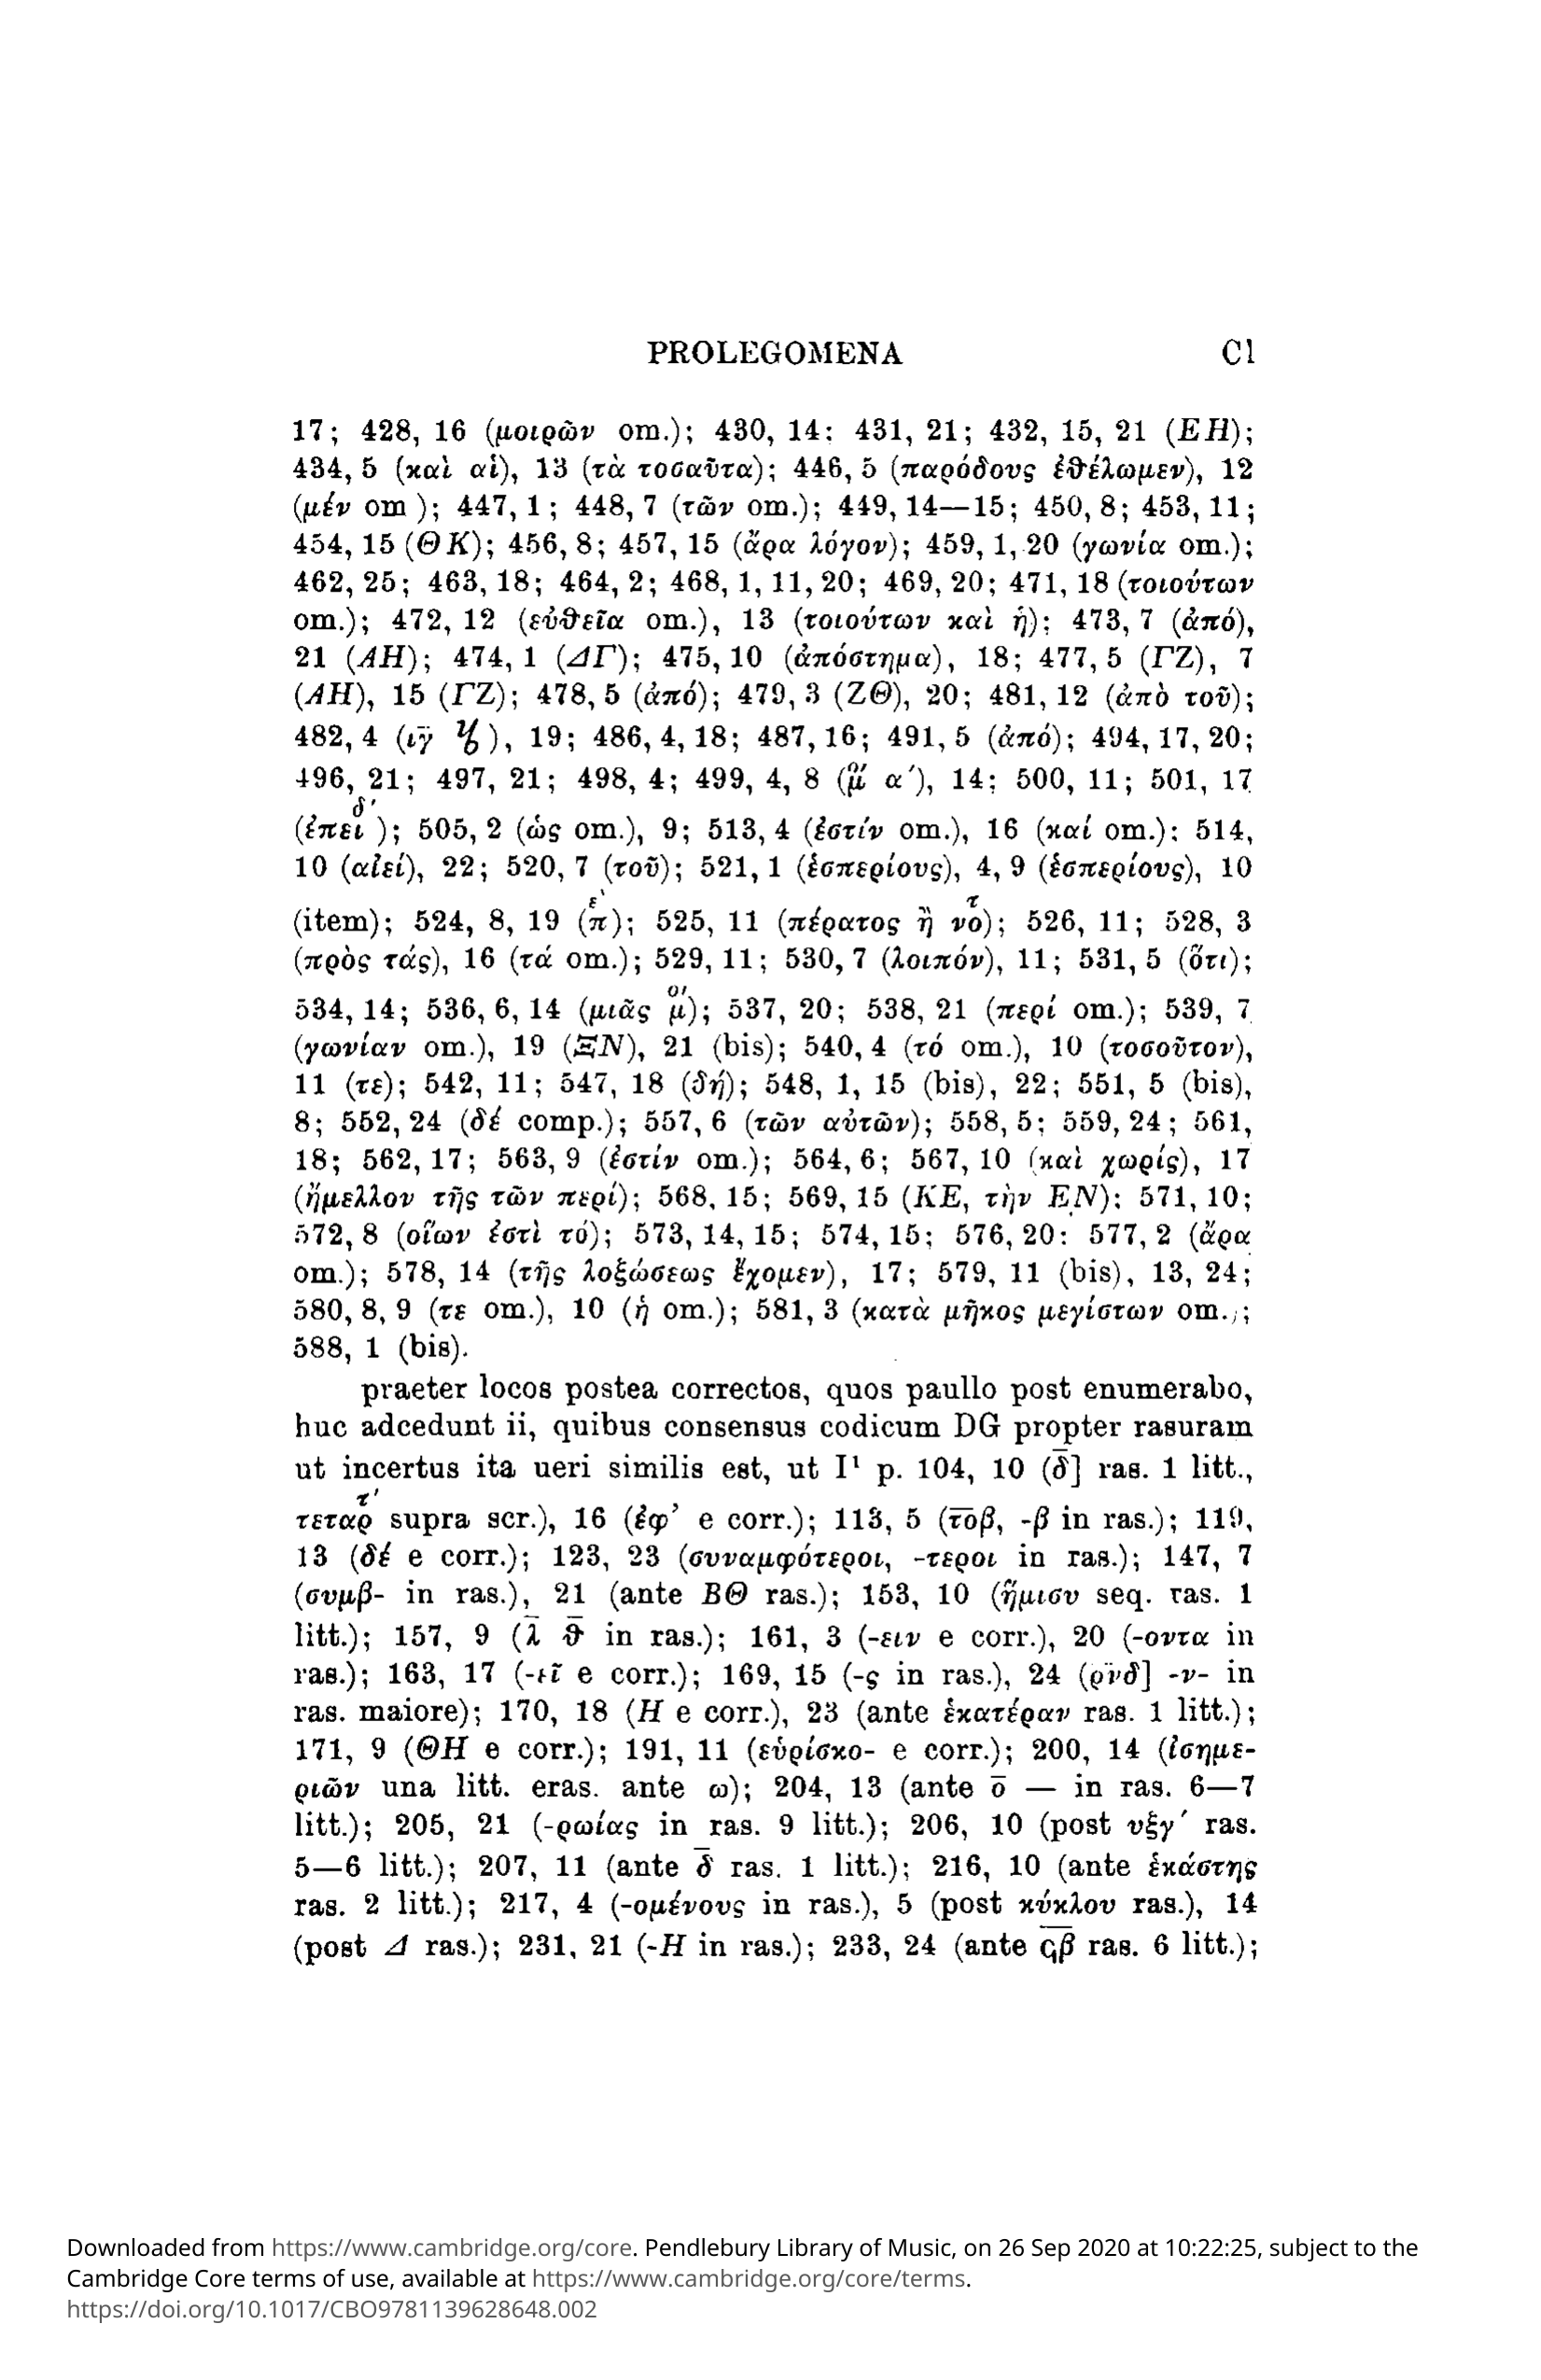 PROLEGOMENA CI
17; 428, 16 (μοιρῶν om.); 430, 14; 431, 21; 432, 15, 21 (ΕΗ);
434, 5 (καὶ αἱ), 13 (τὰ τοσαῦτα); 446, 5 (παρόδους ἐθέλωμεν), 12
(μέν om ); 447, 1; 448, 7 (τῶν om.); 449, 14—15; 450, 8; 453, 11;
454, 15 (ΘΚ); 456, 8; 457, 15 (ἄρα λόγον); 459, 1, 20 (γωνία om.);
462, 25; 463, 18; 464, 2; 468, 1, 11, 20; 469, 20; 471, 18 (τοιούτων
om.); 472, 12 (εὐθεῖα om.), 13 (τοιούτων καὶ ἡ); 473, 7 (ἀπό),
21 (ΑΗ); 474, 1 (ΔΓ); 475, 10 (ἀπόστημα), 18; 477, 5 (ΓΖ), 7
(ΑΗ), 15 (ΓΖ); 478, 5 (ἀπό); 479, 3 (ΖΘ), 20; 481, 12 (ἀπὸ τοῦ);
482, 4 (ιγ ), 19; 486, 4, 18; 487, 16; 491, 5 (ἀπό); 494, 17, 20;
496, 21; 497, 21; 498, 4; 499, 4, 8 (μ α΄), 14; 500, 11; 501, 17
(ἐπει δ'); 505, 2 (ὡς om.), 9; 513, 4 (ἐστίν om.), 16 (καί om.); 514,
10 (αἰεί), 22; 520, 7 (τοῦ); 521, 1 (ἑσπερίους), 4, 9 (ἑσπερίους), 10
(item); 524, 8, 19 (π ε); 525, 11 (πέρατος ἢ νο τ); 526, 11; 528, 3
(πρὸς τάς), 16 (τά om.); 529, 11; 530, 7 (λοιπόν), 11; 531, 5 (ὅτι);
534, 14; 536, 6, 14 (μιᾶς μ ο'); 537, 20; 538, 21 (περί om.); 539, 7
(γωνίαν om.), 19 (ΞΝ), 21 (bis); 540, 4 (τό om.), 10 (τοσοῦτον),
11 (τε); 542, 11; 547, 18 (δή); 548, 1, 15 (bis), 22; 551, 5 (bis),
8; 552, 24 (δέ comp.); 557, 6 (τῶν αὐτῶν); 558, 5; 559, 24; 561,
18; 562, 17; 563, 9 (ἐστίν om.); 564, 6; 567, 10 (καὶ χωρίς), 17
(ἤμελλον τῆς τῶν περί); 568, 15; 569, 15 (ΚΕ, τὴν ΕΝ); 571, 10;
572, 8 (οἵων ἐστὶ τό); 573, 14, 15; 574, 15; 576, 20; 577, 2 (ἄρα
om.); 578, 14 (τῆς λοξώσεως ἔχομεν), 17; 579, 11 (bis), 13, 24;
580, 8, 9 (τε om.), 10 (ἡ om.); 581, 3 (κατὰ μῆκος μεγίστων om.);
588, 1 (bis).
praeter locos postea correctos, quos paullo post enumerabo,
huc adcedunt ii, quibus consensus codicum DG propter rasuram
ut incertus ita ueri similis est, ut I¹ p. 104, 10 (δ̅] ras. 1 litt.,
τεταρ τ' supra scr.), 16 (ἐφ’ e corr.); 113, 5 (τ̅ο̅β, -β in ras.); 119,
13 (δέ e corr.); 123, 23 (συναμφότεροι, -τεροι in ras.); 147, 7
(συμβ- in ras.), 21 (ante ΒΘ ras.); 153, 10 (ἥμισυ seq. ras. 1
litt.); 157, 9 (λ̅ θ̅ in ras.); 161, 3 (-ειν e corr.), 20 (-οντα in
ras.); 163, 17 (-εῖ e corr.); 169, 15 (-ς in ras.), 24 (ρνδ] -ν- in
ras. maiore); 170, 18 (Η e corr.), 23 (ante ἑκατέραν ras. 1 litt.);
171, 9 (ΘΗ e corr.); 191, 11 (εὑρίσκο- e corr.); 200, 14 (ἰσημε-
ριῶν una litt. eras. ante ω); 204, 13 (ante ο̅ — in ras. 6—7
litt.); 205, 21 (-ρωίας in ras. 9 litt.); 206, 10 (post υξγ΄ ras.
5—6 litt.); 207, 11 (ante δ̅ ras. 1 litt.); 216, 10 (ante ἑκάστης
ras. 2 litt.); 217, 4 (-ομένους in ras.), 5 (post κύκλου ras.), 14
(post Δ ras.); 231, 21 (-Η in ras.); 233, 24 (ante ϟ̅β̅ ras. 6 litt.);
Downloaded from https://www.cambridge.org/core. Pendlebury Library of Music, on 26 Sep 2020 at 10:22:25, subject to the
Cambridge Core terms of use, available at https://www.cambridge.org/core/terms.
https://doi.org/10.1017/CBO9781139628648.002